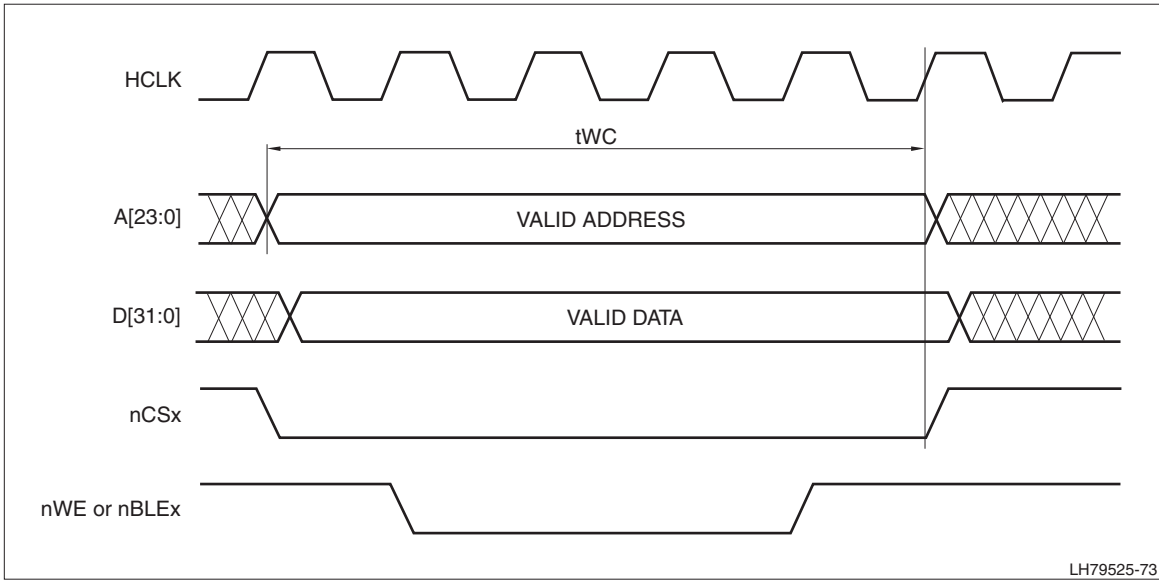 HCLK
tWC
A[23:0]
VALID ADDRESS
D[31:0]
VALID DATA
nCSx
nWE or nBLEx
LH79525-73